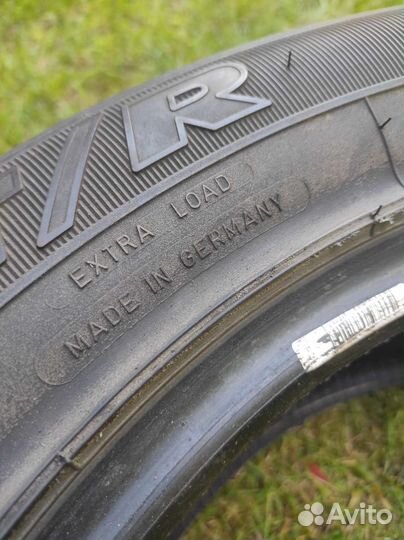 T/R
EXTRA LOAD
MADE IN GERMANY
Avito